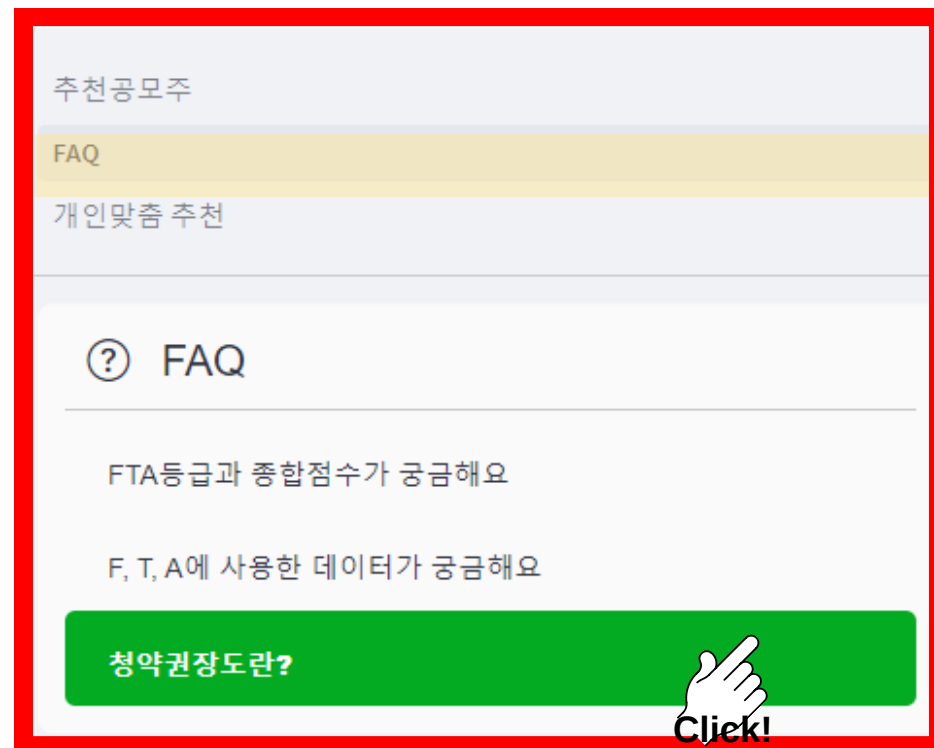 추천공모주
FAQ
개인맞춤 추천
? FAQ
FTA등급과 종합점수가 궁금해요
F, T, A에 사용한 데이터가 궁금해요
청약권장도란?
Click!